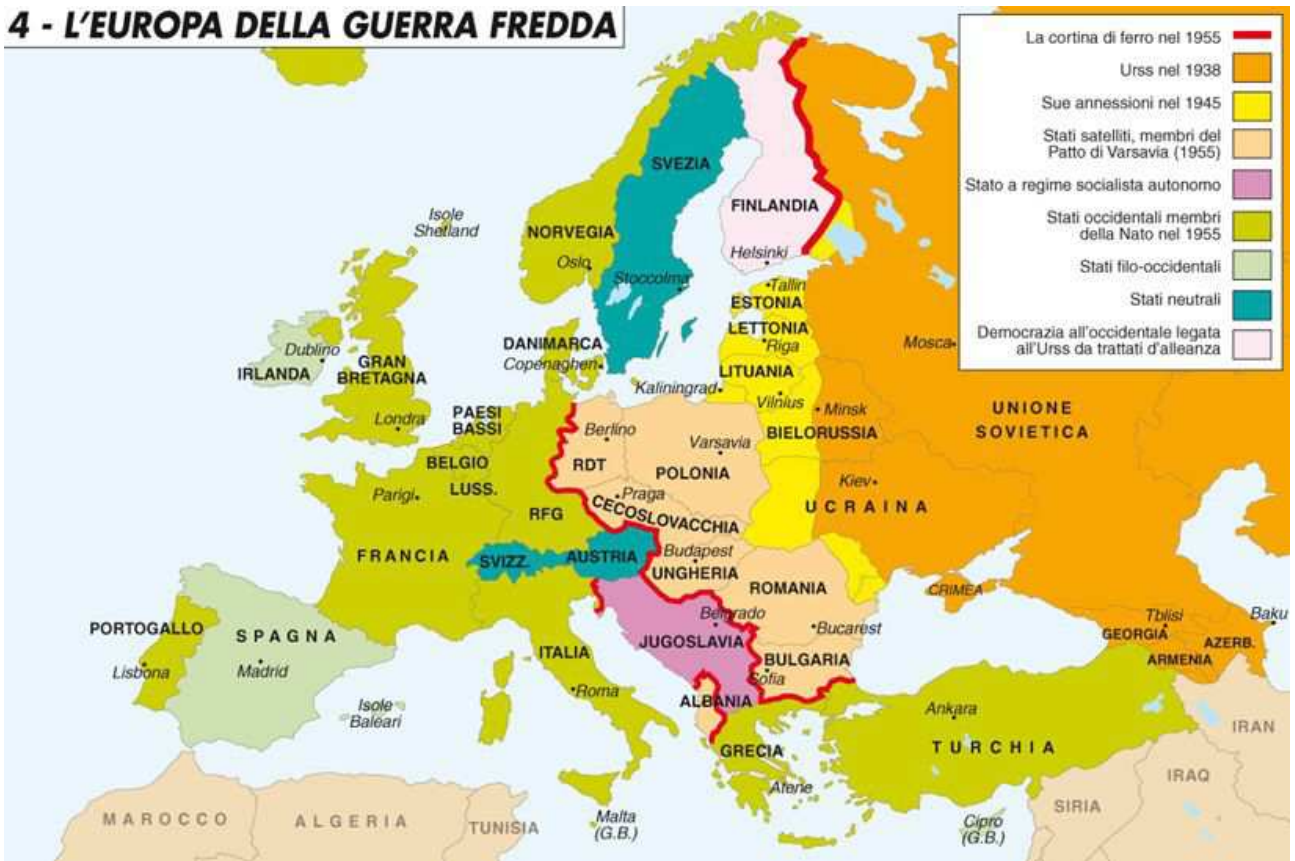 4 - L'EUROPA DELLA GUERRA FREDDA
La cortina di ferro nel 1955
Urss nel 1938
Sue annessioni nel 1945
Stati satelliti, membri del
Patto di Varsavia (1955)
Stato a regime socialista autonomo
Stati occidentali membri
della Nato nel 1955
Stati filo-occidentali
Stati neutrali
Democrazia all'occidentale legata
all'Urss da trattati d'alleanza
SVEZIA
FINLANDIA
Isole
Shetland
NORVEGIA
Oslo
Helsinki
Stoccolma
Tallin
ESTONIA
LETTONIA
Riga
Mosca
DANIMARCA
Copenaghen
Dublino
IRLANDA
GRAN
BRETAGNA
LITUANIA
Kaliningrad
Vilnius
Londra
PAESI
BASSI
Minsk
BIELORUSSIA
UNIONE
SOVIETICA
Berlino
Varsavia
RDT
POLONIA
BELGIO
LUSS.
Parigi
Praga
CECOSLOVACCHIA
Kiev
UCRAINA
RFG
FRANCIA
SVIZZ.
AUSTRIA
Budapest
UNGHERIA
ROMANIA
CRIMEA
Belgrado
JUGOSLAVIA
Bucarest
Tblisi
Baku
GEORGIA
AZERB.
ARMENIA
PORTOGALLO
SPAGNA
Lisbona
Madrid
ITALIA
Roma
BULGARIA
Sofia
ALBANIA
Isole
Baleari
Ankara
TURCHIA
IRAN
GRECIA
Atene
IRAQ
SIRIA
Malta
(G.B.)
Cipro
(G.B.)
MAROCCO
ALGERIA
TUNISIA